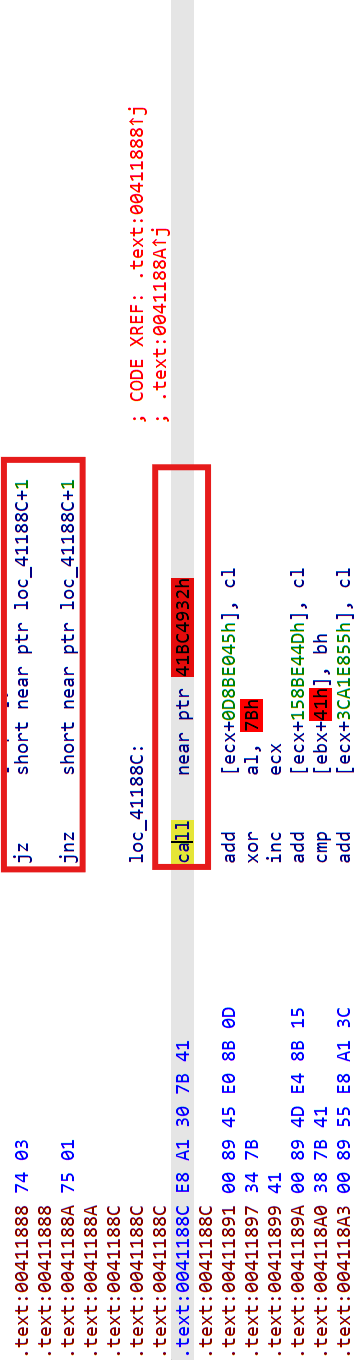 .text:00411888 74 03 jz short near ptr loc_41188C+1
.text:00411888
.text:0041188A 75 01 jnz short near ptr loc_41188C+1
.text:0041188A
.text:0041188C
.text:0041188C loc_41188C: ; CODE XREF: .text:00411888↑j
.text:0041188C ; .text:0041188A↑j
.text:0041188C E8 A1 30 7B 41 call near ptr 41BC4932h
.text:0041188C
.text:00411891 00 89 45 E0 8B 0D add [ecx+0D8BE045h], cl
.text:00411897 34 7B xor al, 7Bh
.text:00411899 41 inc ecx
.text:0041189A 00 89 4D E4 8B 15 add [ecx+158BE44Dh], cl
.text:004118A0 38 7B 41 cmp [ebx+41h], bh
.text:004118A3 00 89 55 E8 A1 3C add [ecx+3CA1E855h], cl